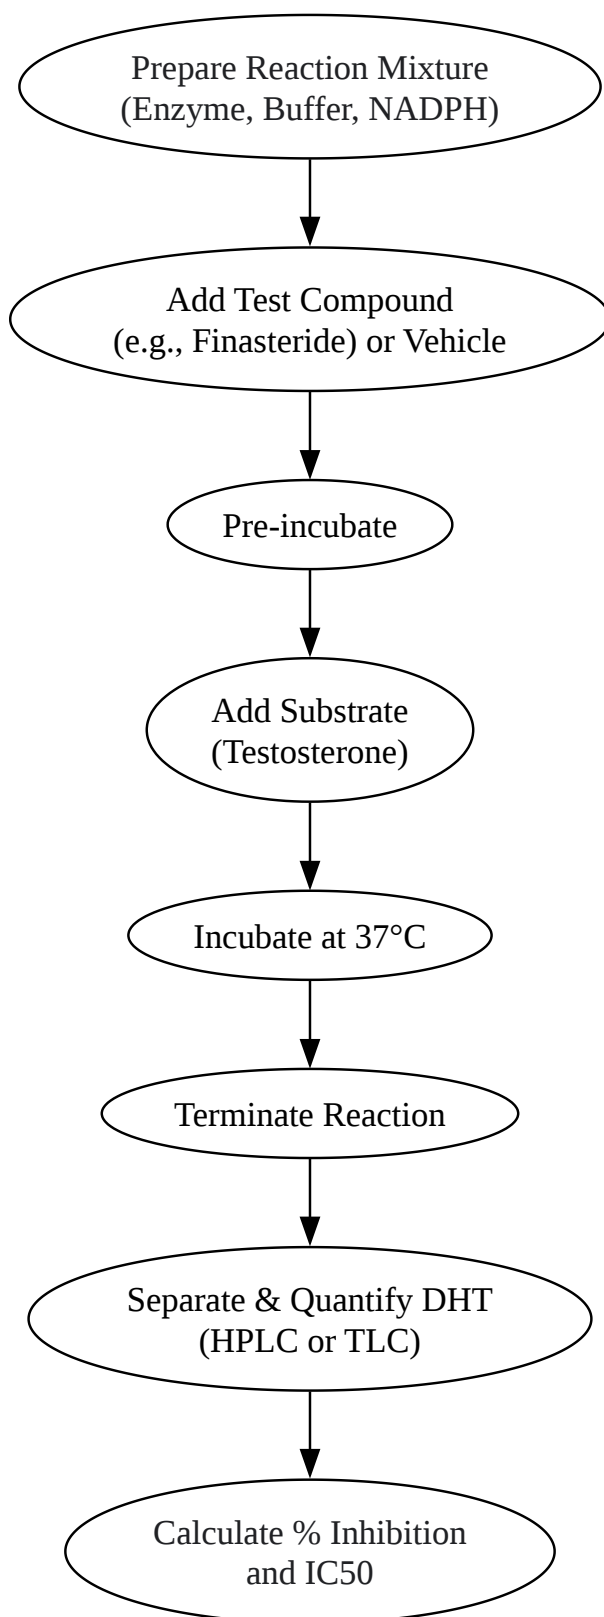 Prepare Reaction Mixture
(Enzyme, Buffer, NADPH)
Add Test Compound
(e.g., Finasteride) or Vehicle
Pre-incubate
Add Substrate
(Testosterone)
Incubate at 37°C
Terminate Reaction
Separate & Quantify DHT
(HPLC or TLC)
Calculate % Inhibition
and IC50